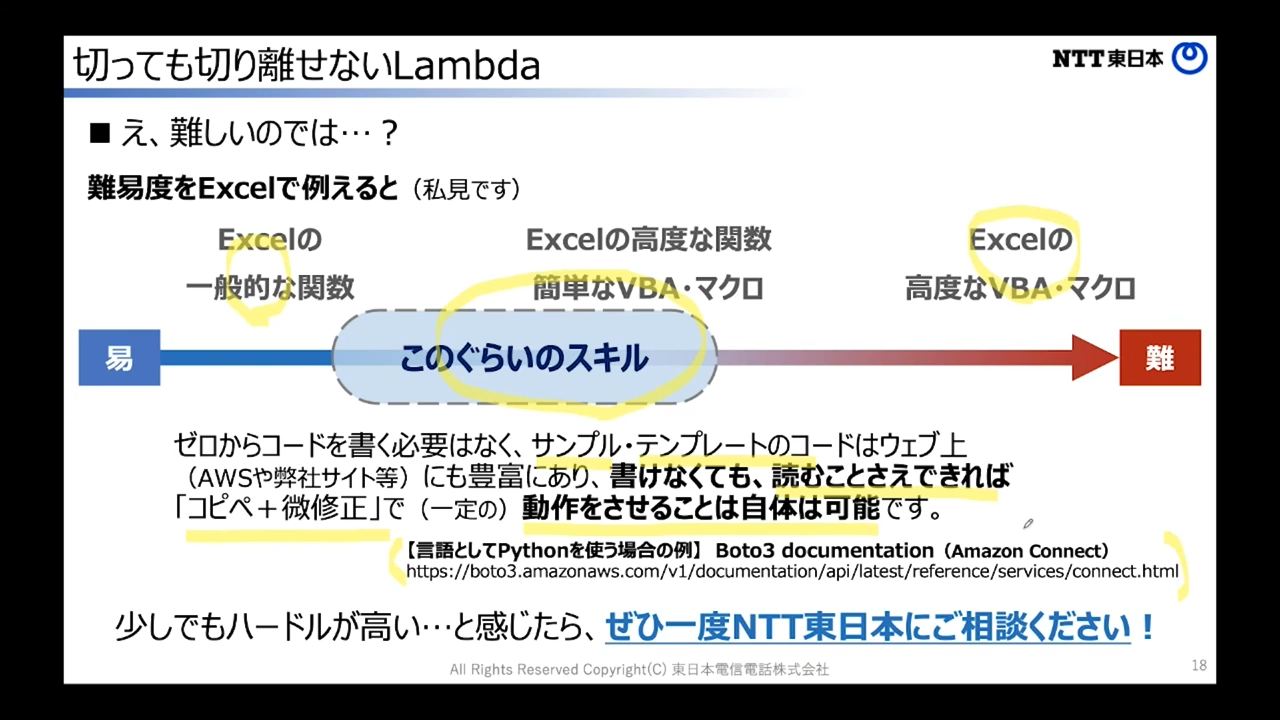 切っても切り離せないLambda
NTT東日本
■ え、難しいのでは…？
難易度をExcelで例えると（私見です）
Excelの
一般的な関数
Excelの高度な関数
簡単なVBA・マクロ
Excelの
高度なVBA・マクロ
易
このぐらいのスキル
難
ゼロからコードを書く必要はなく、サンプル・テンプレートのコードはウェブ上
（AWSや弊社サイト等）にも豊富にあり、書けなくても、読むことさえできれば
「コピペ＋微修正」で（一定の）動作をさせることは自体は可能です。
【言語としてPythonを使う場合の例】 Boto3 documentation（Amazon Connect）
https://boto3.amazonaws.com/v1/documentation/api/latest/reference/services/connect.html
少しでもハードルが高い…と感じたら、ぜひ一度NTT東日本にご相談ください！
All Rights Reserved Copyright(C) 東日本電信電話株式会社
18